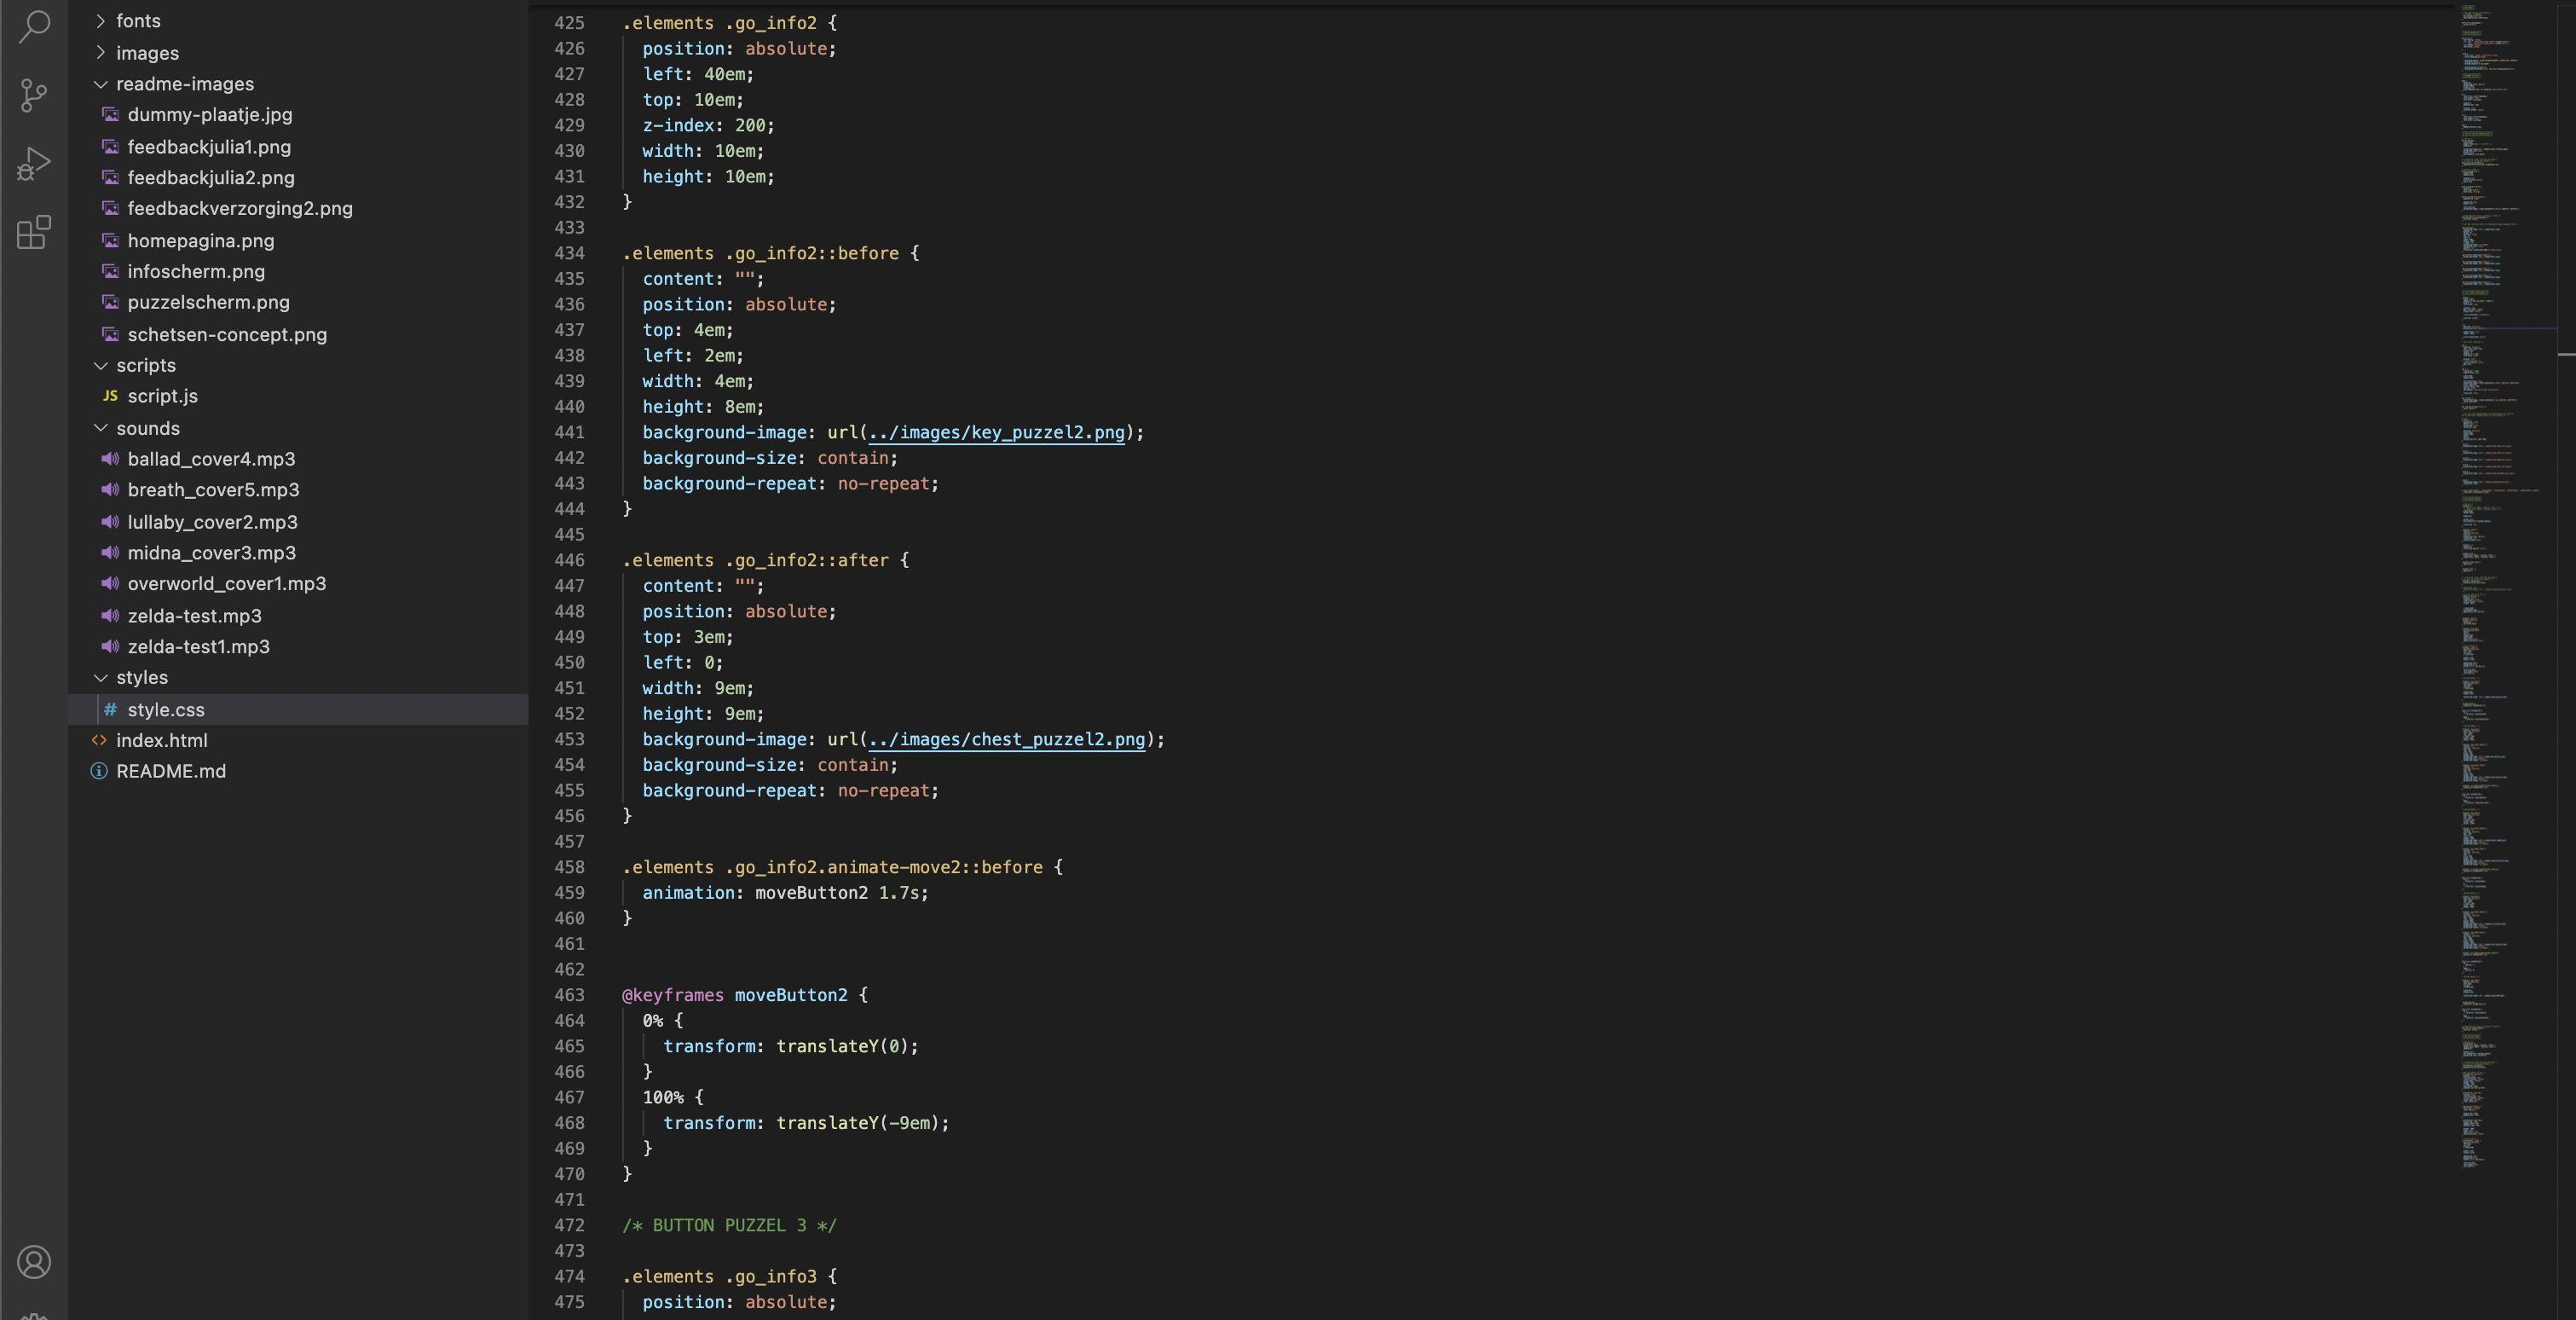 fonts
images
readme-images
dummy-plaatje.jpg
feedbackjulia1.png
feedbackjulia2.png
feedbackverzorging2.png
homepagina.png
infoscherm.png
puzzelscherm.png
schetsen-concept.png
scripts
JS script.js
sounds
ballad_cover4.mp3
breath_cover5.mp3
lullaby_cover2.mp3
midna_cover3.mp3
overworld_cover1.mp3
zelda-test.mp3
zelda-test1.mp3
styles
# style.css
<> index.html
README.md
425 .elements .go_info2 {
426 position: absolute;
427 left: 40em;
428 top: 10em;
429 z-index: 200;
430 width: 10em;
431 height: 10em;
432 }
433
434 .elements .go_info2::before {
435 content: "";
436 position: absolute;
437 top: 4em;
438 left: 2em;
439 width: 4em;
440 height: 8em;
441 background-image: url(../images/key_puzzel2.png);
442 background-size: contain;
443 background-repeat: no-repeat;
444 }
445
446 .elements .go_info2::after {
447 content: "";
448 position: absolute;
449 top: 3em;
450 left: 0;
451 width: 9em;
452 height: 9em;
453 background-image: url(../images/chest_puzzel2.png);
454 background-size: contain;
455 background-repeat: no-repeat;
456 }
457
458 .elements .go_info2.animate-move2::before {
459 animation: moveButton2 1.7s;
460 }
461
462
463 @keyframes moveButton2 {
464 0% {
465 transform: translateY(0);
466 }
467 100% {
468 transform: translateY(-9em);
469 }
470 }
471
472 /* BUTTON PUZZEL 3 */
473
474 .elements .go_info3 {
475 position: absolute;